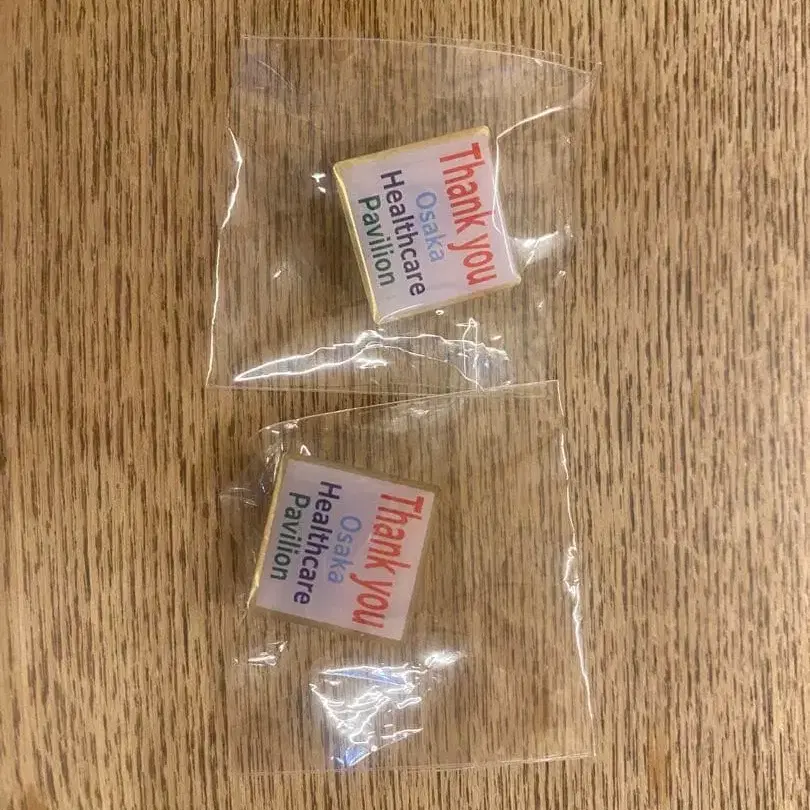 Thank you
Osaka
Healthcare
Pavilion
Thank you
Osaka
Healthcare
Pavilion